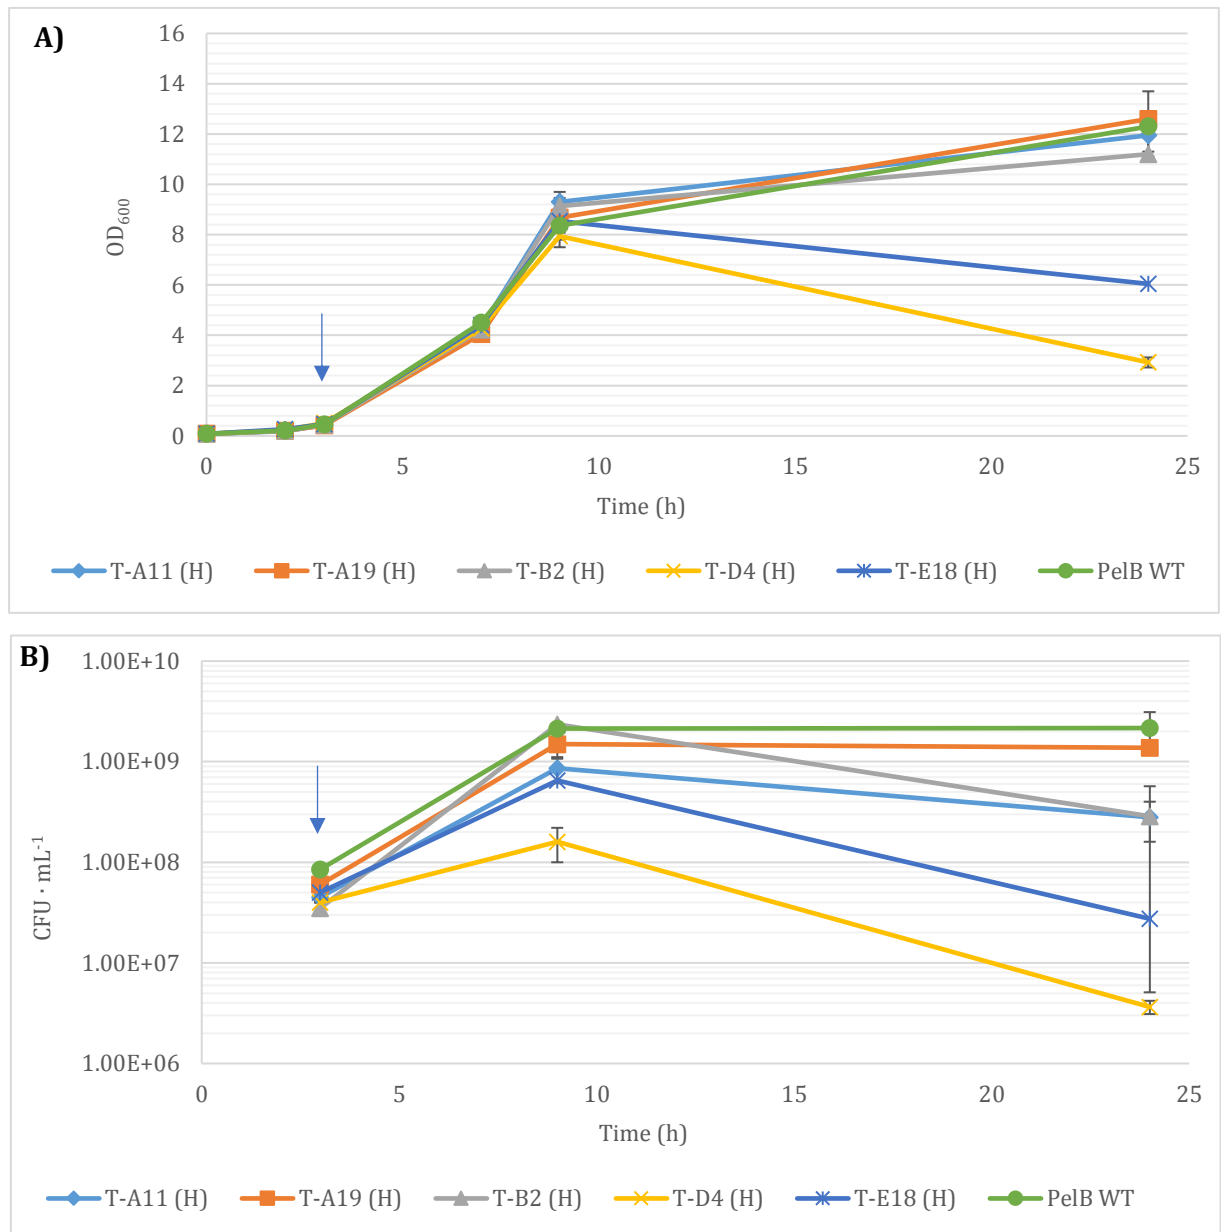 A)
16
14
12
10
8
6
4
2
0
OD600
0 5 10 15 20 25
Time (h)
T-A11 (H) T-A19 (H) T-B2 (H) T-D4 (H) T-E18 (H) PelB WT
B)
1.00E+10
1.00E+09
1.00E+08
1.00E+07
1.00E+06
CFU · mL-1
0 5 10 15 20 25
Time (h)
T-A11 (H) T-A19 (H) T-B2 (H) T-D4 (H) T-E18 (H) PelB WT